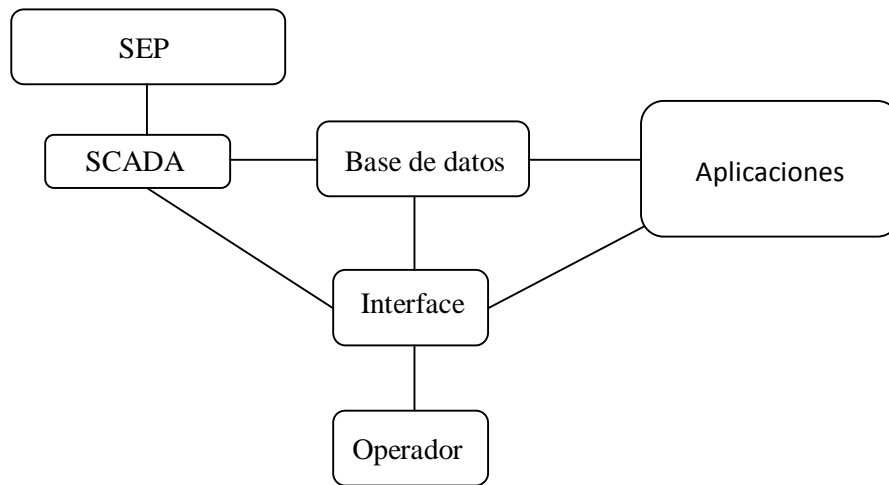 SEP
SCADA
Base de datos
Aplicaciones
Interface
Operador